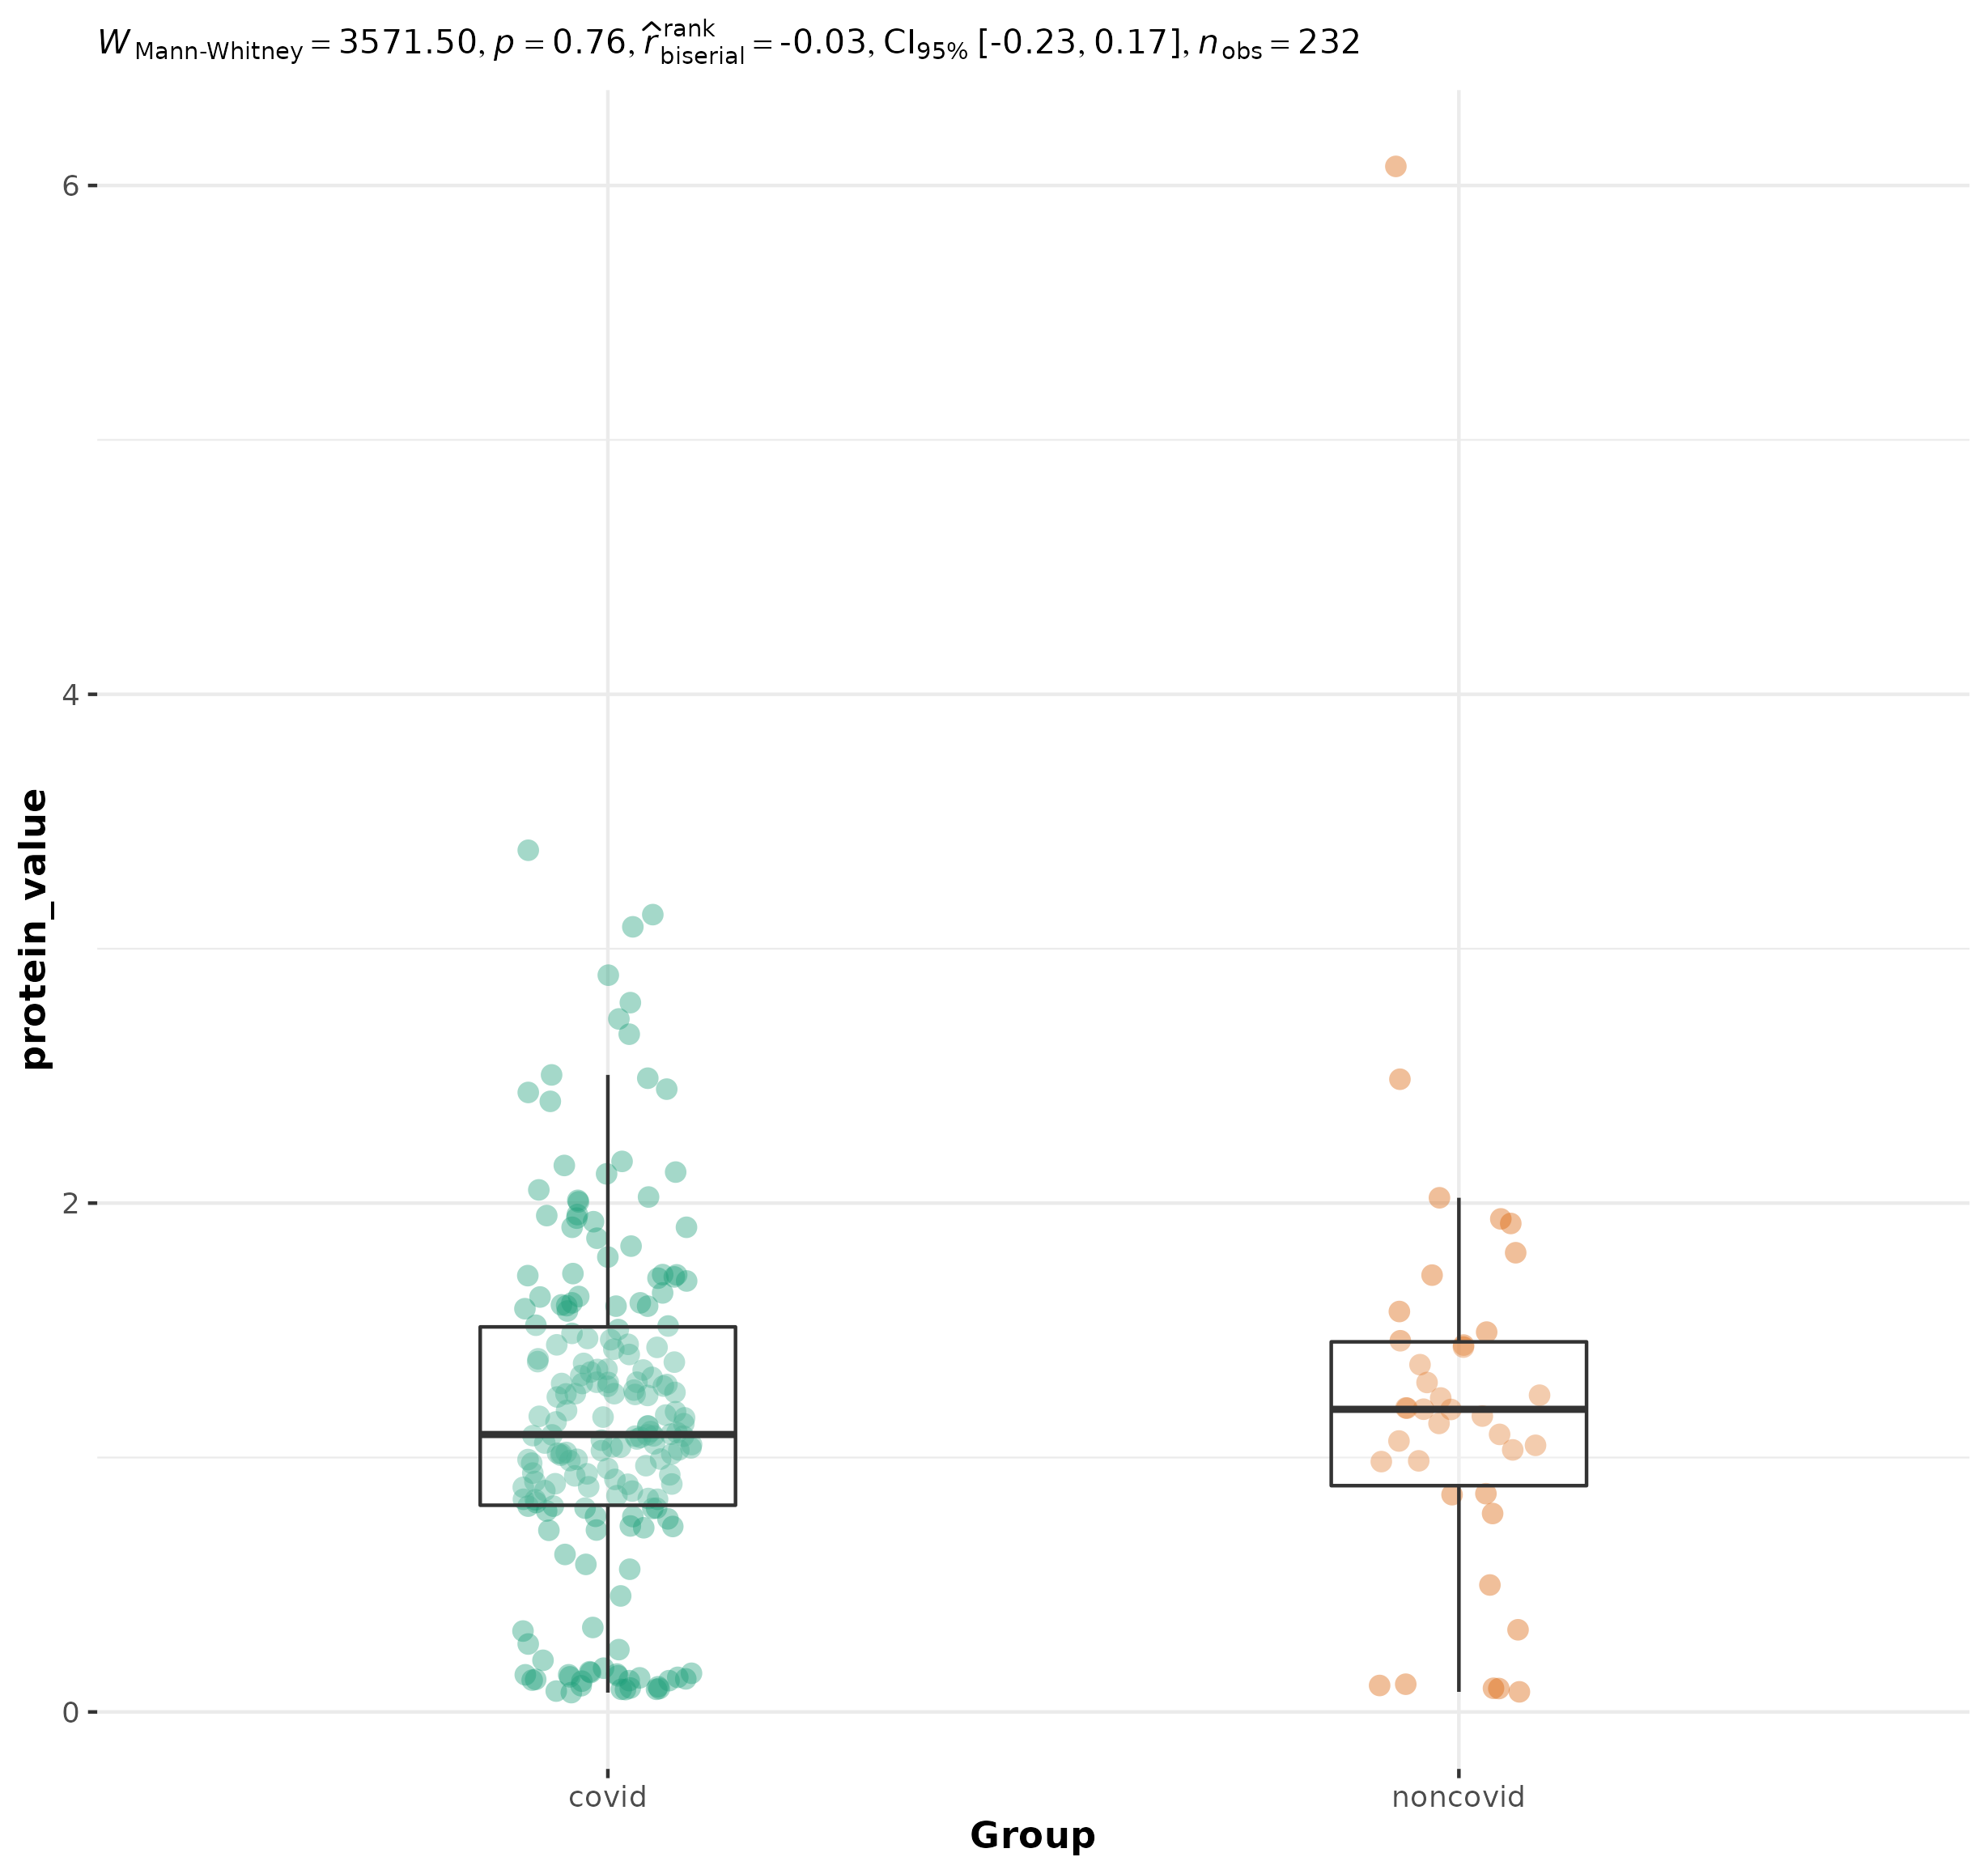 W Mann-Whitney = 3571.50, p = 0.76, r̂ rank biserial = -0.03, CI95% [-0.23, 0.17], nobs = 232
6
4
2
0
protein_value
covid noncovid
Group